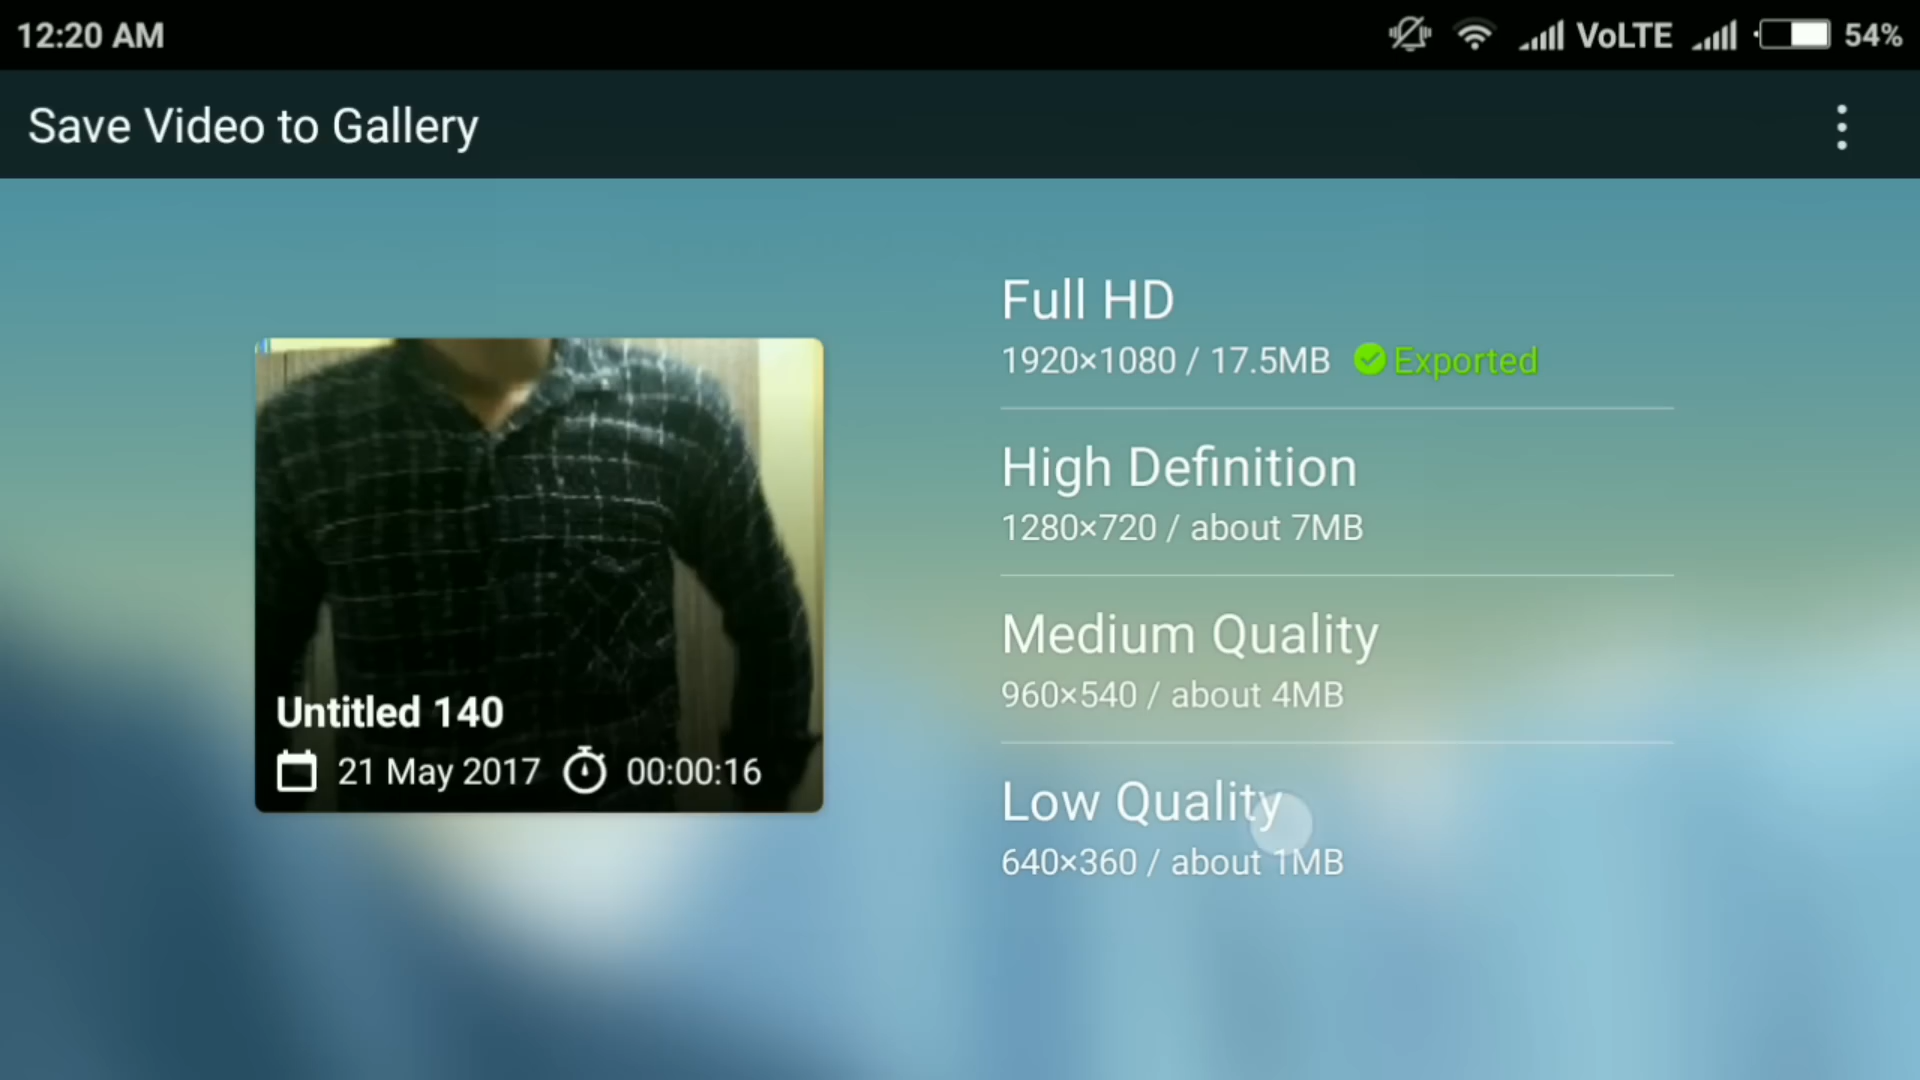 12:20 AM
VoLTE
54%
Save Video to Gallery
Full HD
1920×1080 / 17.5MB Exported
High Definition
1280×720 / about 7MB
Medium Quality
960×540 / about 4MB
Low Quality
640×360 / about 1MB
Untitled 140
21 May 2017 00:00:16